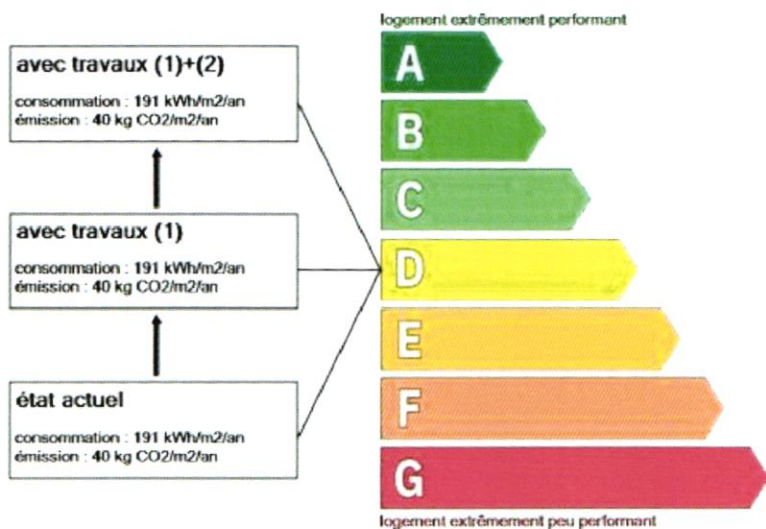 logement extrêmement performant
avec travaux (1)+(2)
consommation : 191 kWh/m2/an
émission : 40 kg CO2/m2/an
avec travaux (1)
consommation : 191 kWh/m2/an
émission : 40 kg CO2/m2/an
état actuel
consommation : 191 kWh/m2/an
émission : 40 kg CO2/m2/an
A
B
C
D
E
F
G
logement extrêmement peu performant